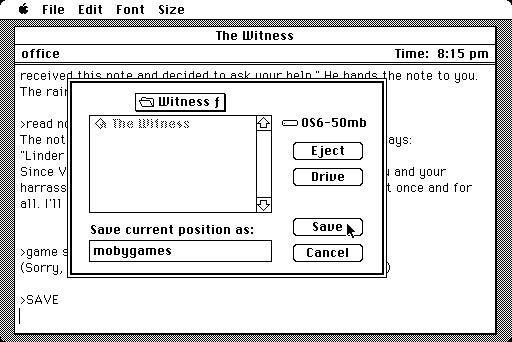 File Edit Font Size
The Witness
office Time: 8:15 pm
received this note and decided to ask your help." He hands the note to you.
The rain
Witness ƒ
The Witness
OS6-50mb
Eject
Drive
>read no
The not ays:
"Linder
Since V u and your
harrass t once and for
all. I'll
Save current position as:
mobygames
Save
Cancel
>game s
(Sorry, )
>SAVE